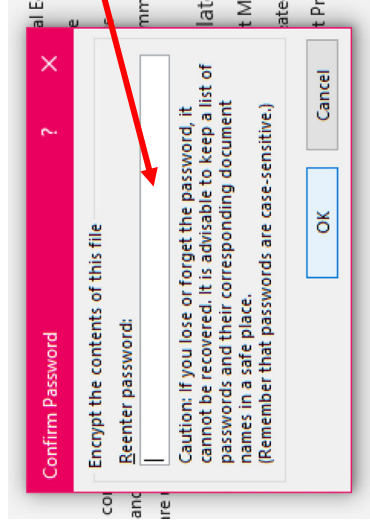 Confirm Password ? ×
Encrypt the contents of this file
Reenter password:
Caution: If you lose or forget the password, it
cannot be recovered. It is advisable to keep a list of
passwords and their corresponding document
names in a safe place.
(Remember that passwords are case-sensitive.)
OK Cancel